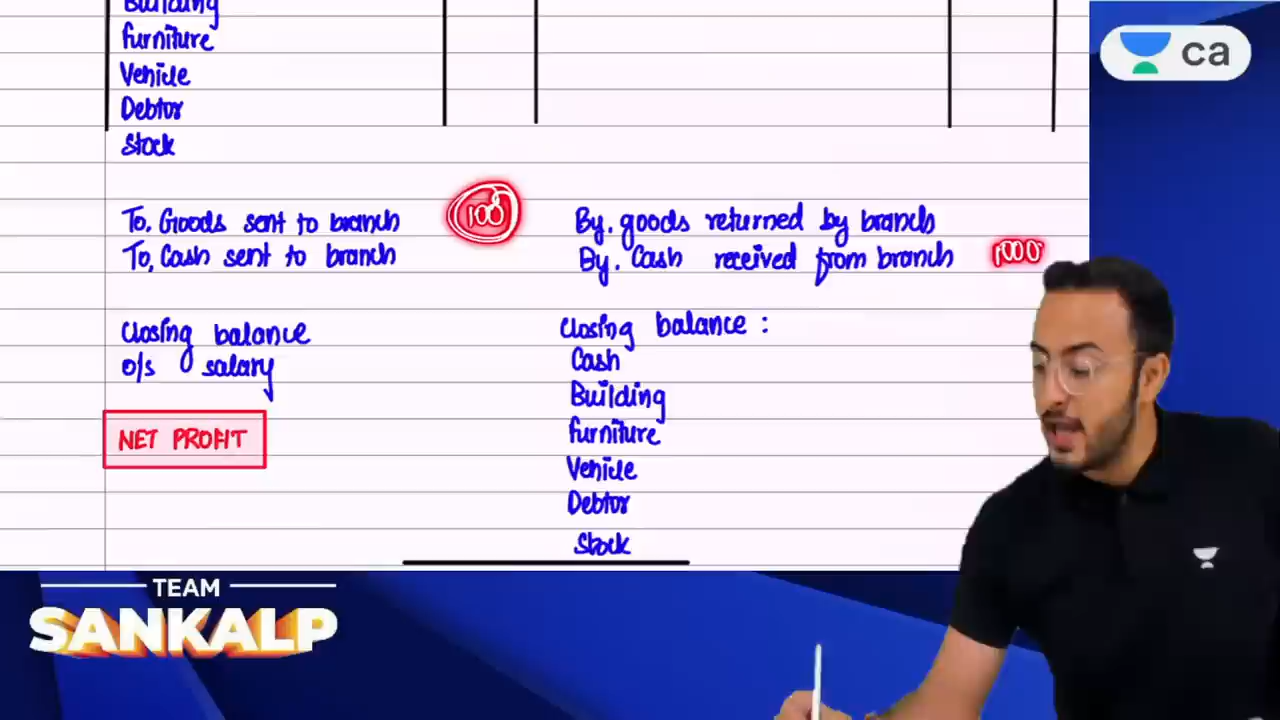 Building
furniture
Vehicle
Debtor
Stock
To. Goods sent to branch 100 By. goods returned by branch
To, Cash sent to branch By. Cash received from branch 1000
closing balance closing balance :
o/s salary Cash
Building
NET PROFIT furniture
Vehicle
Debtor
Stock
ca
TEAM
SANKALP